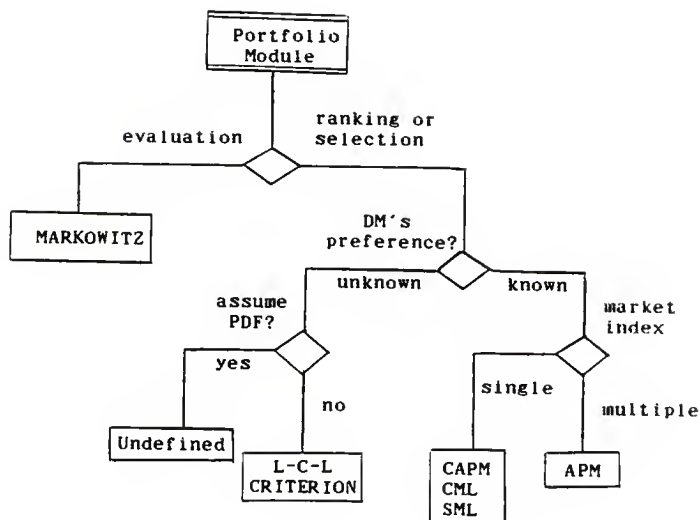 Portfolio
Module
ranking or
selection
evaluation
MARKOWITZ
DM's
preference?
unknown
known
assume
PDF?
market
index
yes
single
no
multiple
Undefined
L-C-L
CRITERION
CAPM
CML
SML
APM